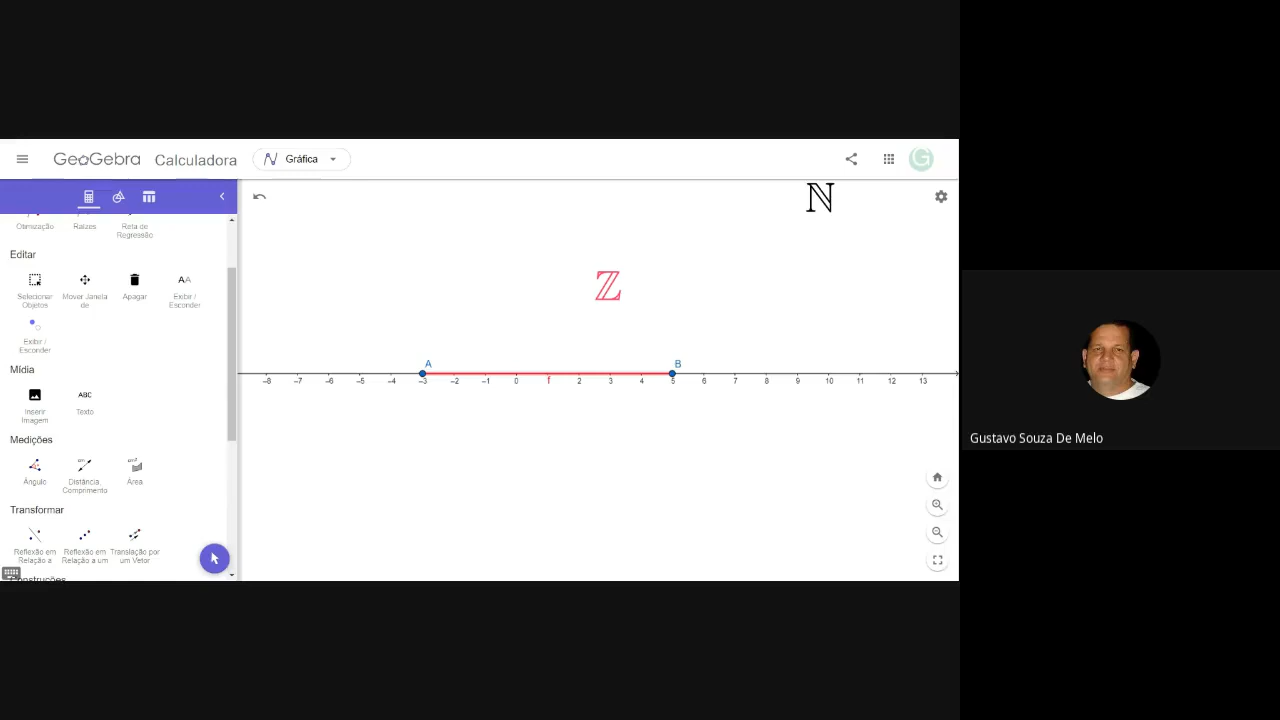 GeoGebra Calculadora Gráfica
G
ℕ
Otimização Raízes Reta de Regressão
Editar
Selecionar Objetos Mover Janela de Apagar AA Exibir / Esconder
Exibir / Esconder
Mídia
Inserir Imagem ABC Texto
Medições
Ângulo cm Distância, Comprimento cm² Área
Transformar
Reflexão em Relação a Reflexão em Relação a um Translação por um Vetor
Construções
ℤ
A B
–8 –7 –6 –5 –4 –3 –2 –1 0 f 2 3 4 5 6 7 8 9 10 11 12 13
Gustavo Souza De Melo